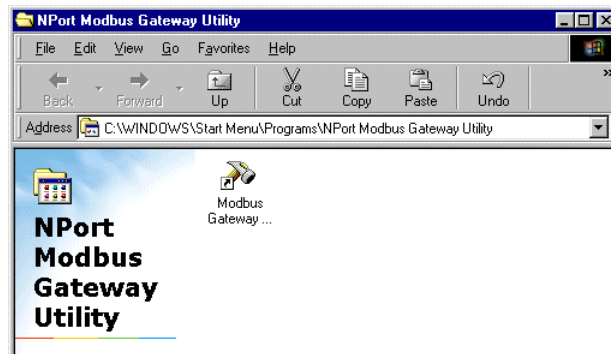 NPort Modbus Gateway Utility
File Edit View Go Favorites Help
Back Forward Up Cut Copy Paste Undo
Address C:\WINDOWS\Start Menu\Programs\NPort Modbus Gateway Utility
Modbus
Gateway ...
NPort
Modbus
Gateway
Utility